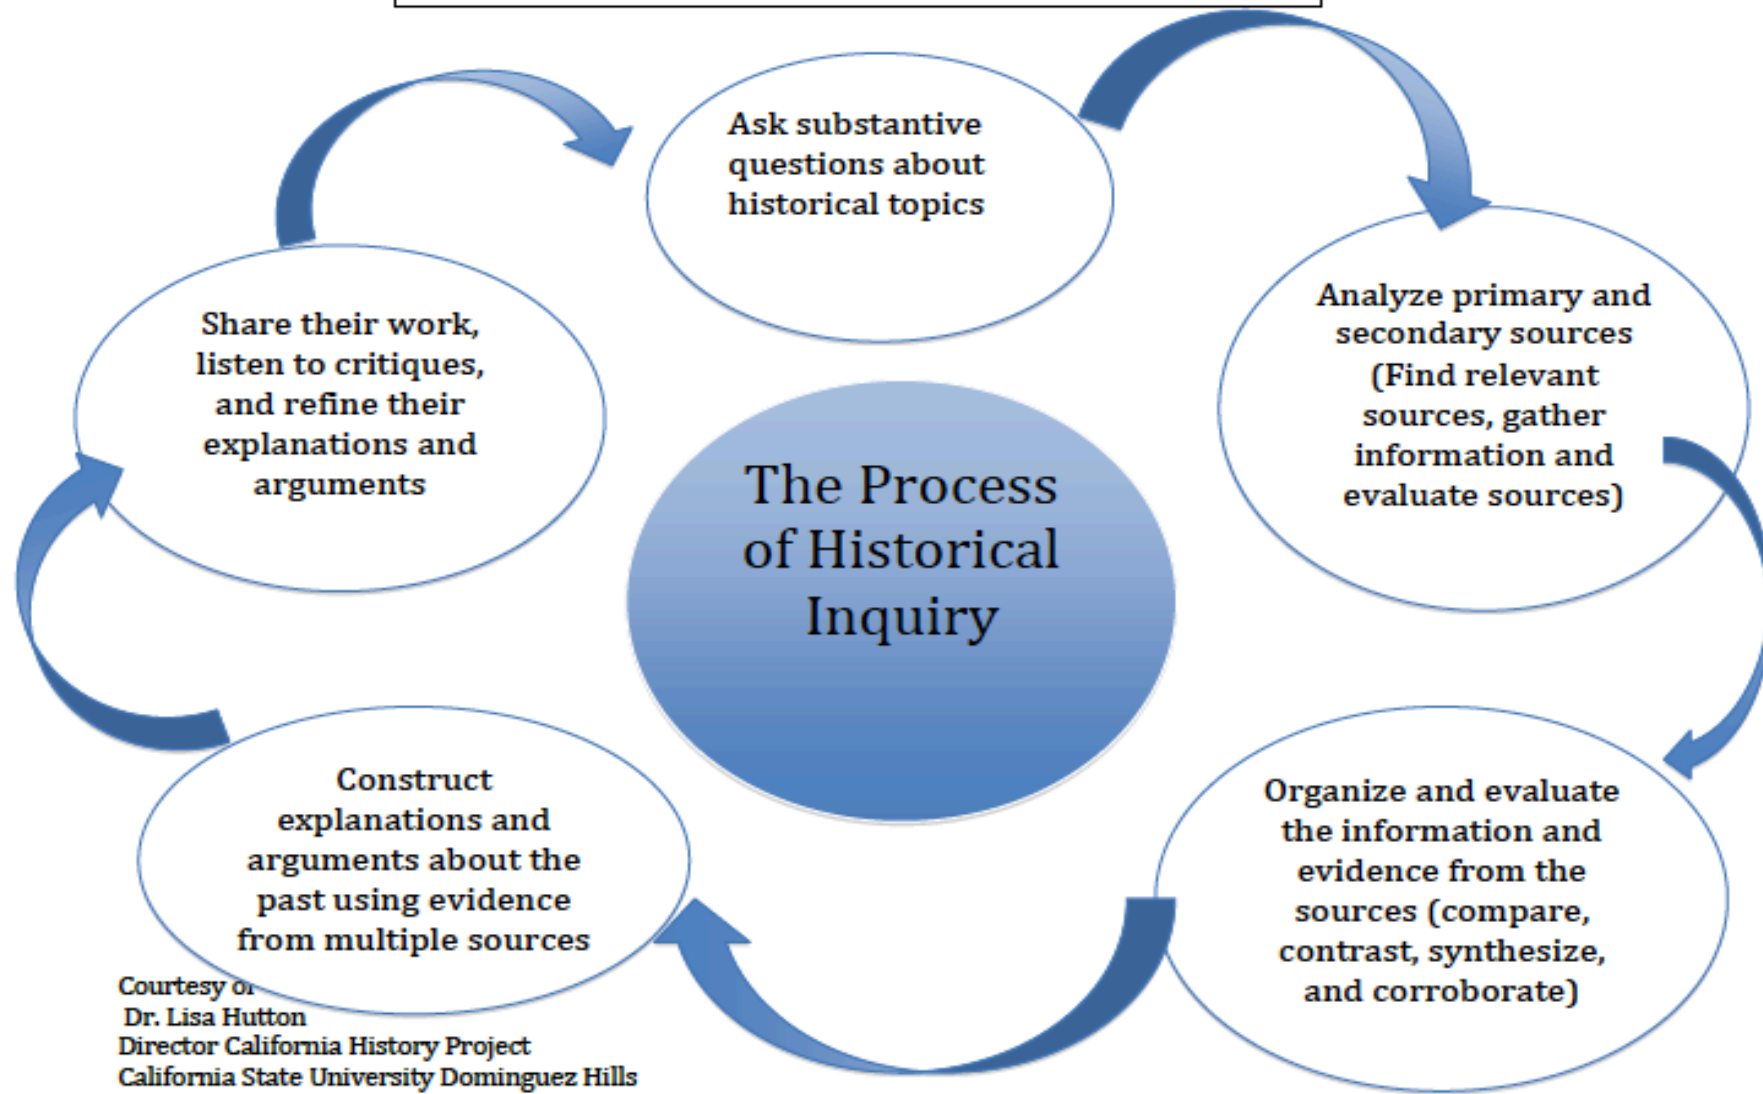 Ask substantive
questions about
historical topics
Analyze primary and
secondary sources
(Find relevant
sources, gather
information and
evaluate sources)
Organize and evaluate
the information and
evidence from the
sources (compare,
contrast, synthesize,
and corroborate)
Construct
explanations and
arguments about the
past using evidence
from multiple sources
Share their work,
listen to critiques,
and refine their
explanations and
arguments
The Process
of Historical
Inquiry
Courtesy of
Dr. Lisa Hutton
Director California History Project
California State University Dominguez Hills